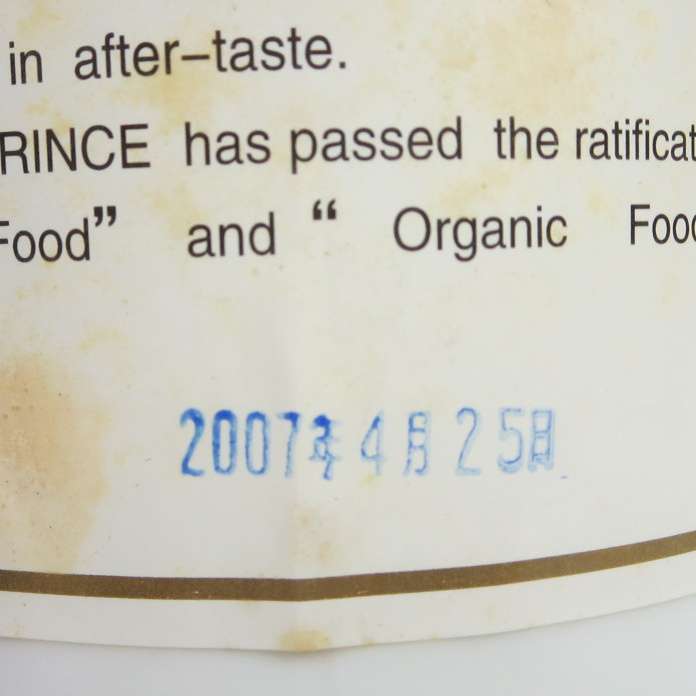 in after-taste.
RINCE has passed the ratificat
Food” and “ Organic Food
2007年4月25日